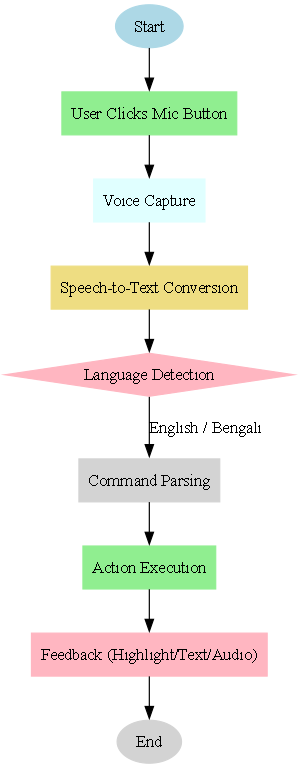 Start
User Clicks Mic Button
Voice Capture
Speech-to-Text Conversion
Language Detection
English / Bengali
Command Parsing
Action Execution
Feedback (Highlight/Text/Audio)
End